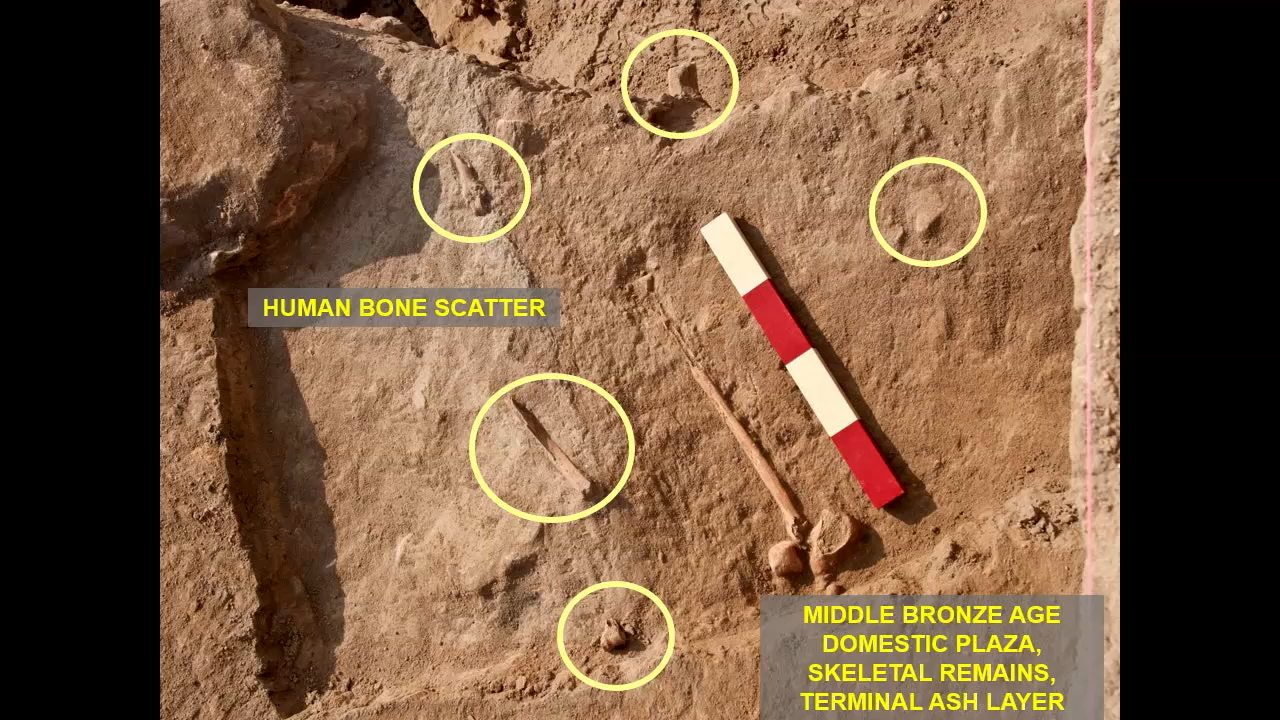 HUMAN BONE SCATTER
MIDDLE BRONZE AGE
DOMESTIC PLAZA,
SKELETAL REMAINS,
TERMINAL ASH LAYER